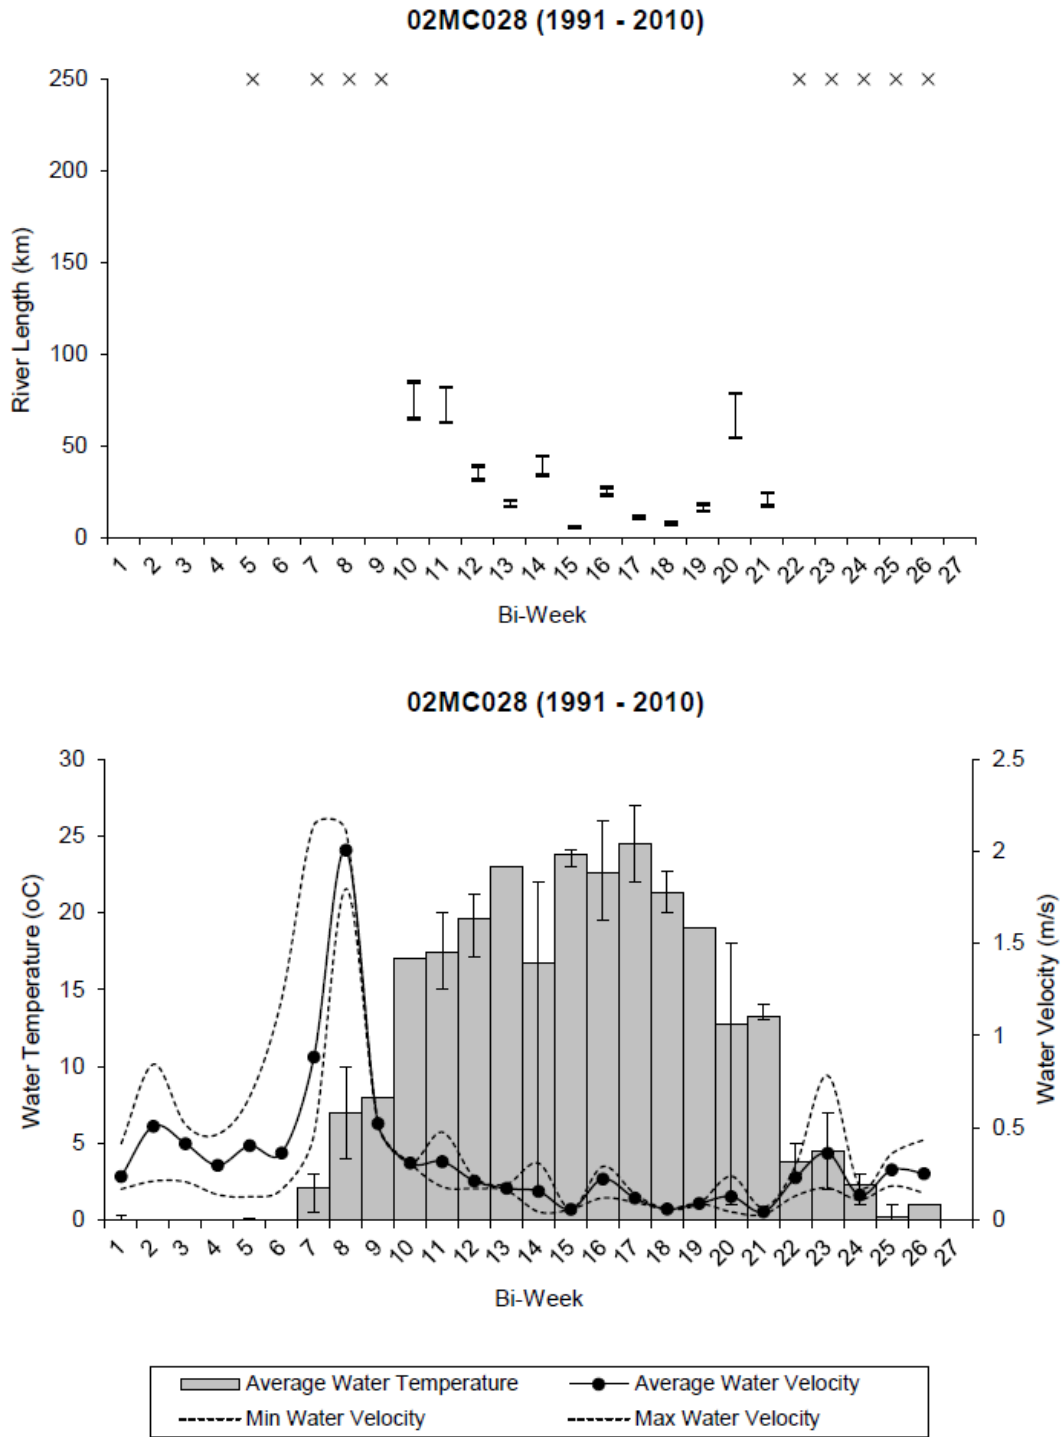 02MC028 (1991 - 2010)
250
200
150
100
50
0
River Length (km)
1 2 3 4 5 6 7 8 9 10 11 12 13 14 15 16 17 18 19 20 21 22 23 24 25 26 27
Bi-Week
02MC028 (1991 - 2010)
30
25
20
15
10
5
0
Water Temperature (oC)
2.5
2
1.5
1
0.5
0
Water Velocity (m/s)
1 2 3 4 5 6 7 8 9 10 11 12 13 14 15 16 17 18 19 20 21 22 23 24 25 26 27
Bi-Week
Average Water Temperature Average Water Velocity
Min Water Velocity Max Water Velocity